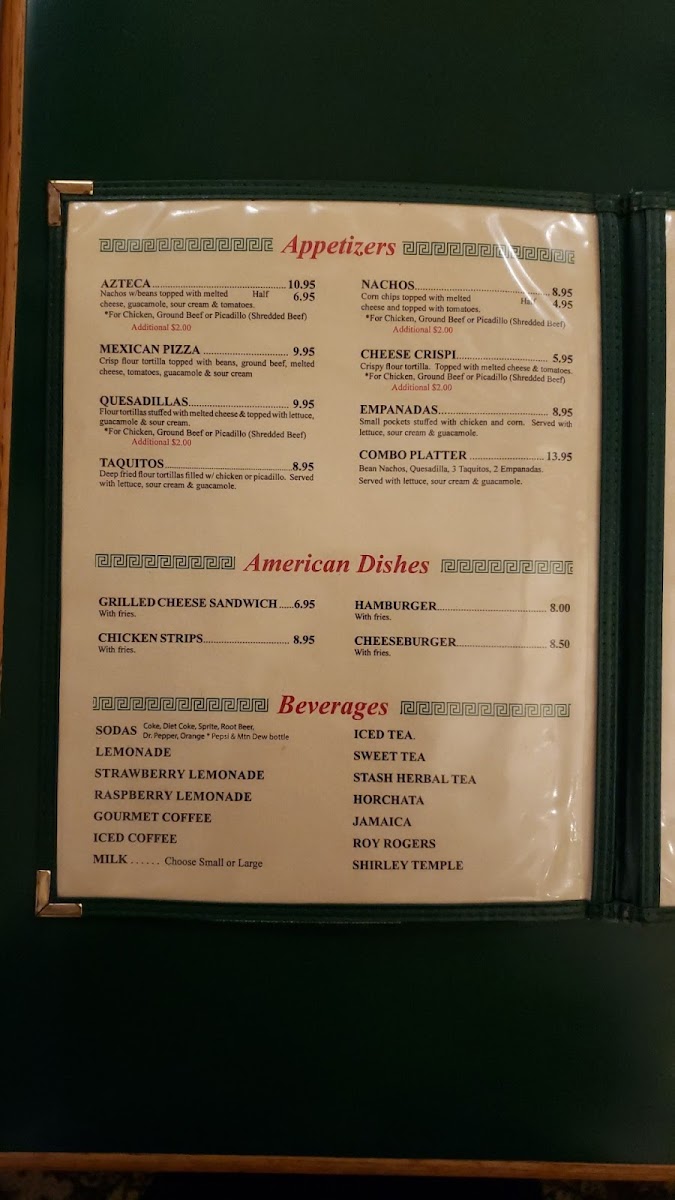 Appetizers
AZTECA..........................10.95
Nachos w/beans topped with melted Half 6.95
cheese, guacamole, sour cream & tomatoes.
*For Chicken, Ground Beef or Picadillo (Shredded Beef)
Additional $2.00
MEXICAN PIZZA .................... 9.95
Crisp flour tortilla topped with beans, ground beef, melted
cheese, tomatoes, guacamole & sour cream
QUESADILLAS........................ 9.95
Flour tortillas stuffed with melted cheese & topped with lettuce,
guacamole & sour cream.
*For Chicken, Ground Beef or Picadillo (Shredded Beef)
Additional $2.00
TAQUITOS..............................8.95
Deep fried flour tortillas filled w/ chicken or picadillo. Served
with lettuce, sour cream & guacamole.
NACHOS................................8.95
Corn chips topped with melted Half 4.95
cheese and topped with tomatoes.
*For Chicken, Ground Beef or Picadillo (Shredded Beef)
Additional $2.00
CHEESE CRISPI...................... 5.95
Crispy flour tortilla. Topped with melted cheese & tomatoes.
*For Chicken, Ground Beef or Picadillo (Shredded Beef)
Additional $2.00
EMPANADAS......................... 8.95
Small pockets stuffed with chicken and corn. Served with
lettuce, sour cream & guacamole.
COMBO PLATTER .................. 13.95
Bean Nachos, Quesadilla, 3 Taquitos, 2 Empanadas.
Served with lettuce, sour cream & guacamole.
American Dishes
GRILLED CHEESE SANDWICH.....6.95
With fries.
CHICKEN STRIPS..................... 8.95
With fries.
HAMBURGER.......................... 8.00
With fries.
CHEESEBURGER...................... 8.50
With fries.
Beverages
SODAS Coke, Diet Coke, Sprite, Root Beer,
Dr. Pepper, Orange * Pepsi & Mtn Dew bottle
LEMONADE
STRAWBERRY LEMONADE
RASPBERRY LEMONADE
GOURMET COFFEE
ICED COFFEE
MILK ...... Choose Small or Large
ICED TEA.
SWEET TEA
STASH HERBAL TEA
HORCHATA
JAMAICA
ROY ROGERS
SHIRLEY TEMPLE